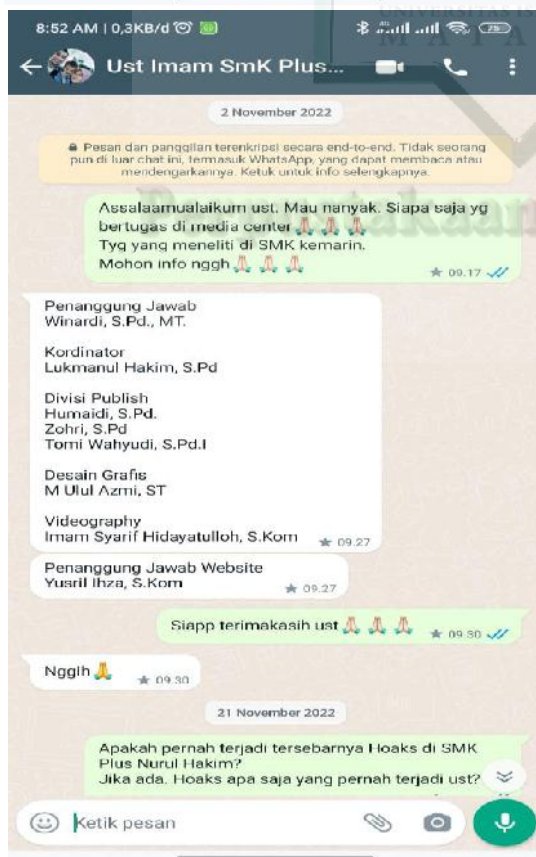 UNIVERSITAS IS
8:52 AM | 0,3KB/d
MATA
Ust Imam SmK Plus...
2 November 2022
Pesan dan panggilan terenkripsi secara end-to-end. Tidak seorang
pun di luar chat ini, termasuk WhatsApp, yang dapat membaca atau
mendengarkannya. Ketuk untuk info selengkapnya.
Perpustakaan
Assalaamualaikum ust. Mau nanyak. Siapa saja yg
bertugas di media center 🙏🙏🙏
Tyg yang meneliti di SMK kemarin.
Mohon info nggh 🙏🙏🙏
09.17
Penanggung Jawab
Winardi, S.Pd., MT.
Kordinator
Lukmanul Hakim, S.Pd
Divisi Publish
Humaidi, S.Pd.
Zohri, S.Pd
Tomi Wahyudi, S.Pd.I
Desain Grafis
M Ulul Azmi, ST
Videography
Imam Syarif Hidayatulloh, S.Kom
09.27
Penanggung Jawab Website
Yusril Ihza, S.Kom
09.27
Siapp terimakasih ust 🙏🙏🙏
09.30
Nggih 🙏
09.30
21 November 2022
Apakah pernah terjadi tersebarnya Hoaks di SMK
Plus Nurul Hakim?
Jika ada. Hoaks apa saja yang pernah terjadi ust?
Ketik pesan